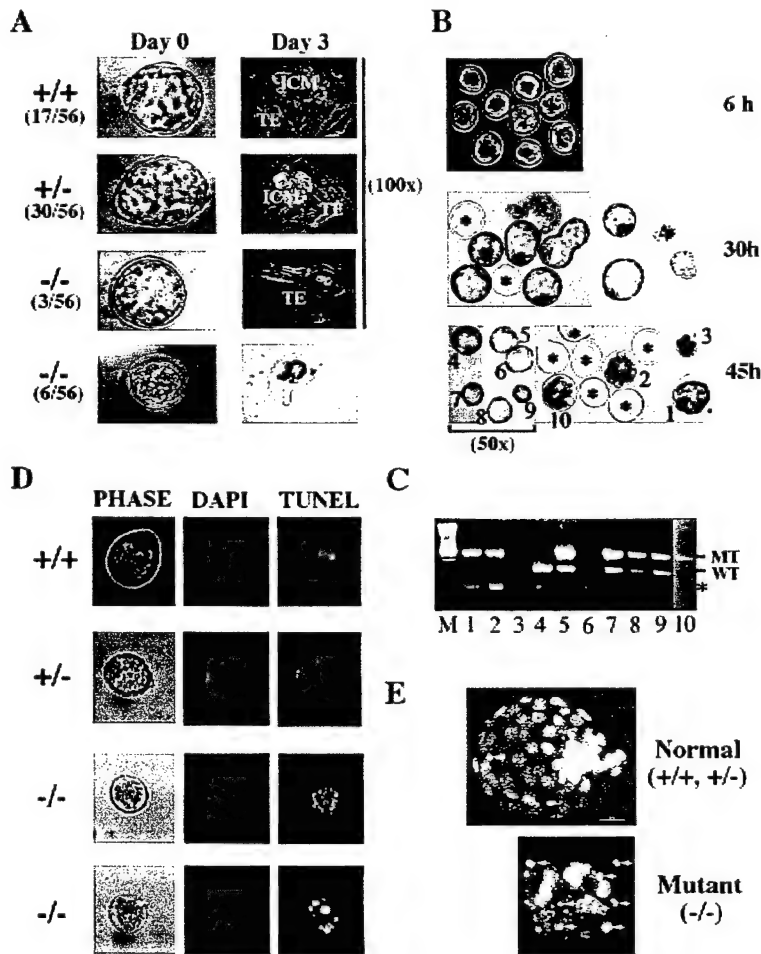 A
Day 0 Day 3
+/+
(17/56)
ICM
TE
+/-
(30/56)
TE
(100x)
-/-
(3/56)
TE
-/-
(6/56)
B
6 h
*
*
30h
4 5 6 * * * 2 * 3
7 8 9 10 * * 1
45h
(50x)
D
PHASE DAPI TUNEL
+/+
+/-
-/-
-/-
C
MT
WT
*
M 1 2 3 4 5 6 7 8 9 10
E
Normal
(+/+, +/-)
Mutant
(-/-)